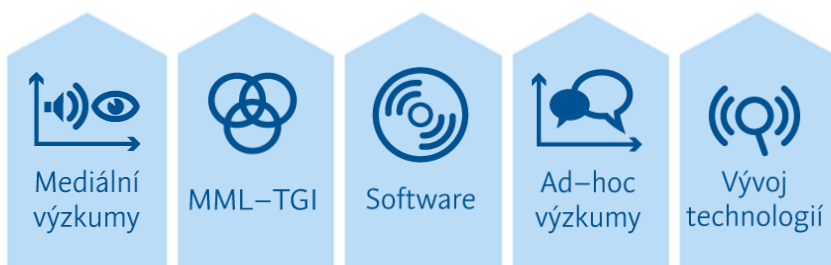 Mediální
výzkumy
MML–TGI
Software
Ad–hoc
výzkumy
Vývoj
technologií